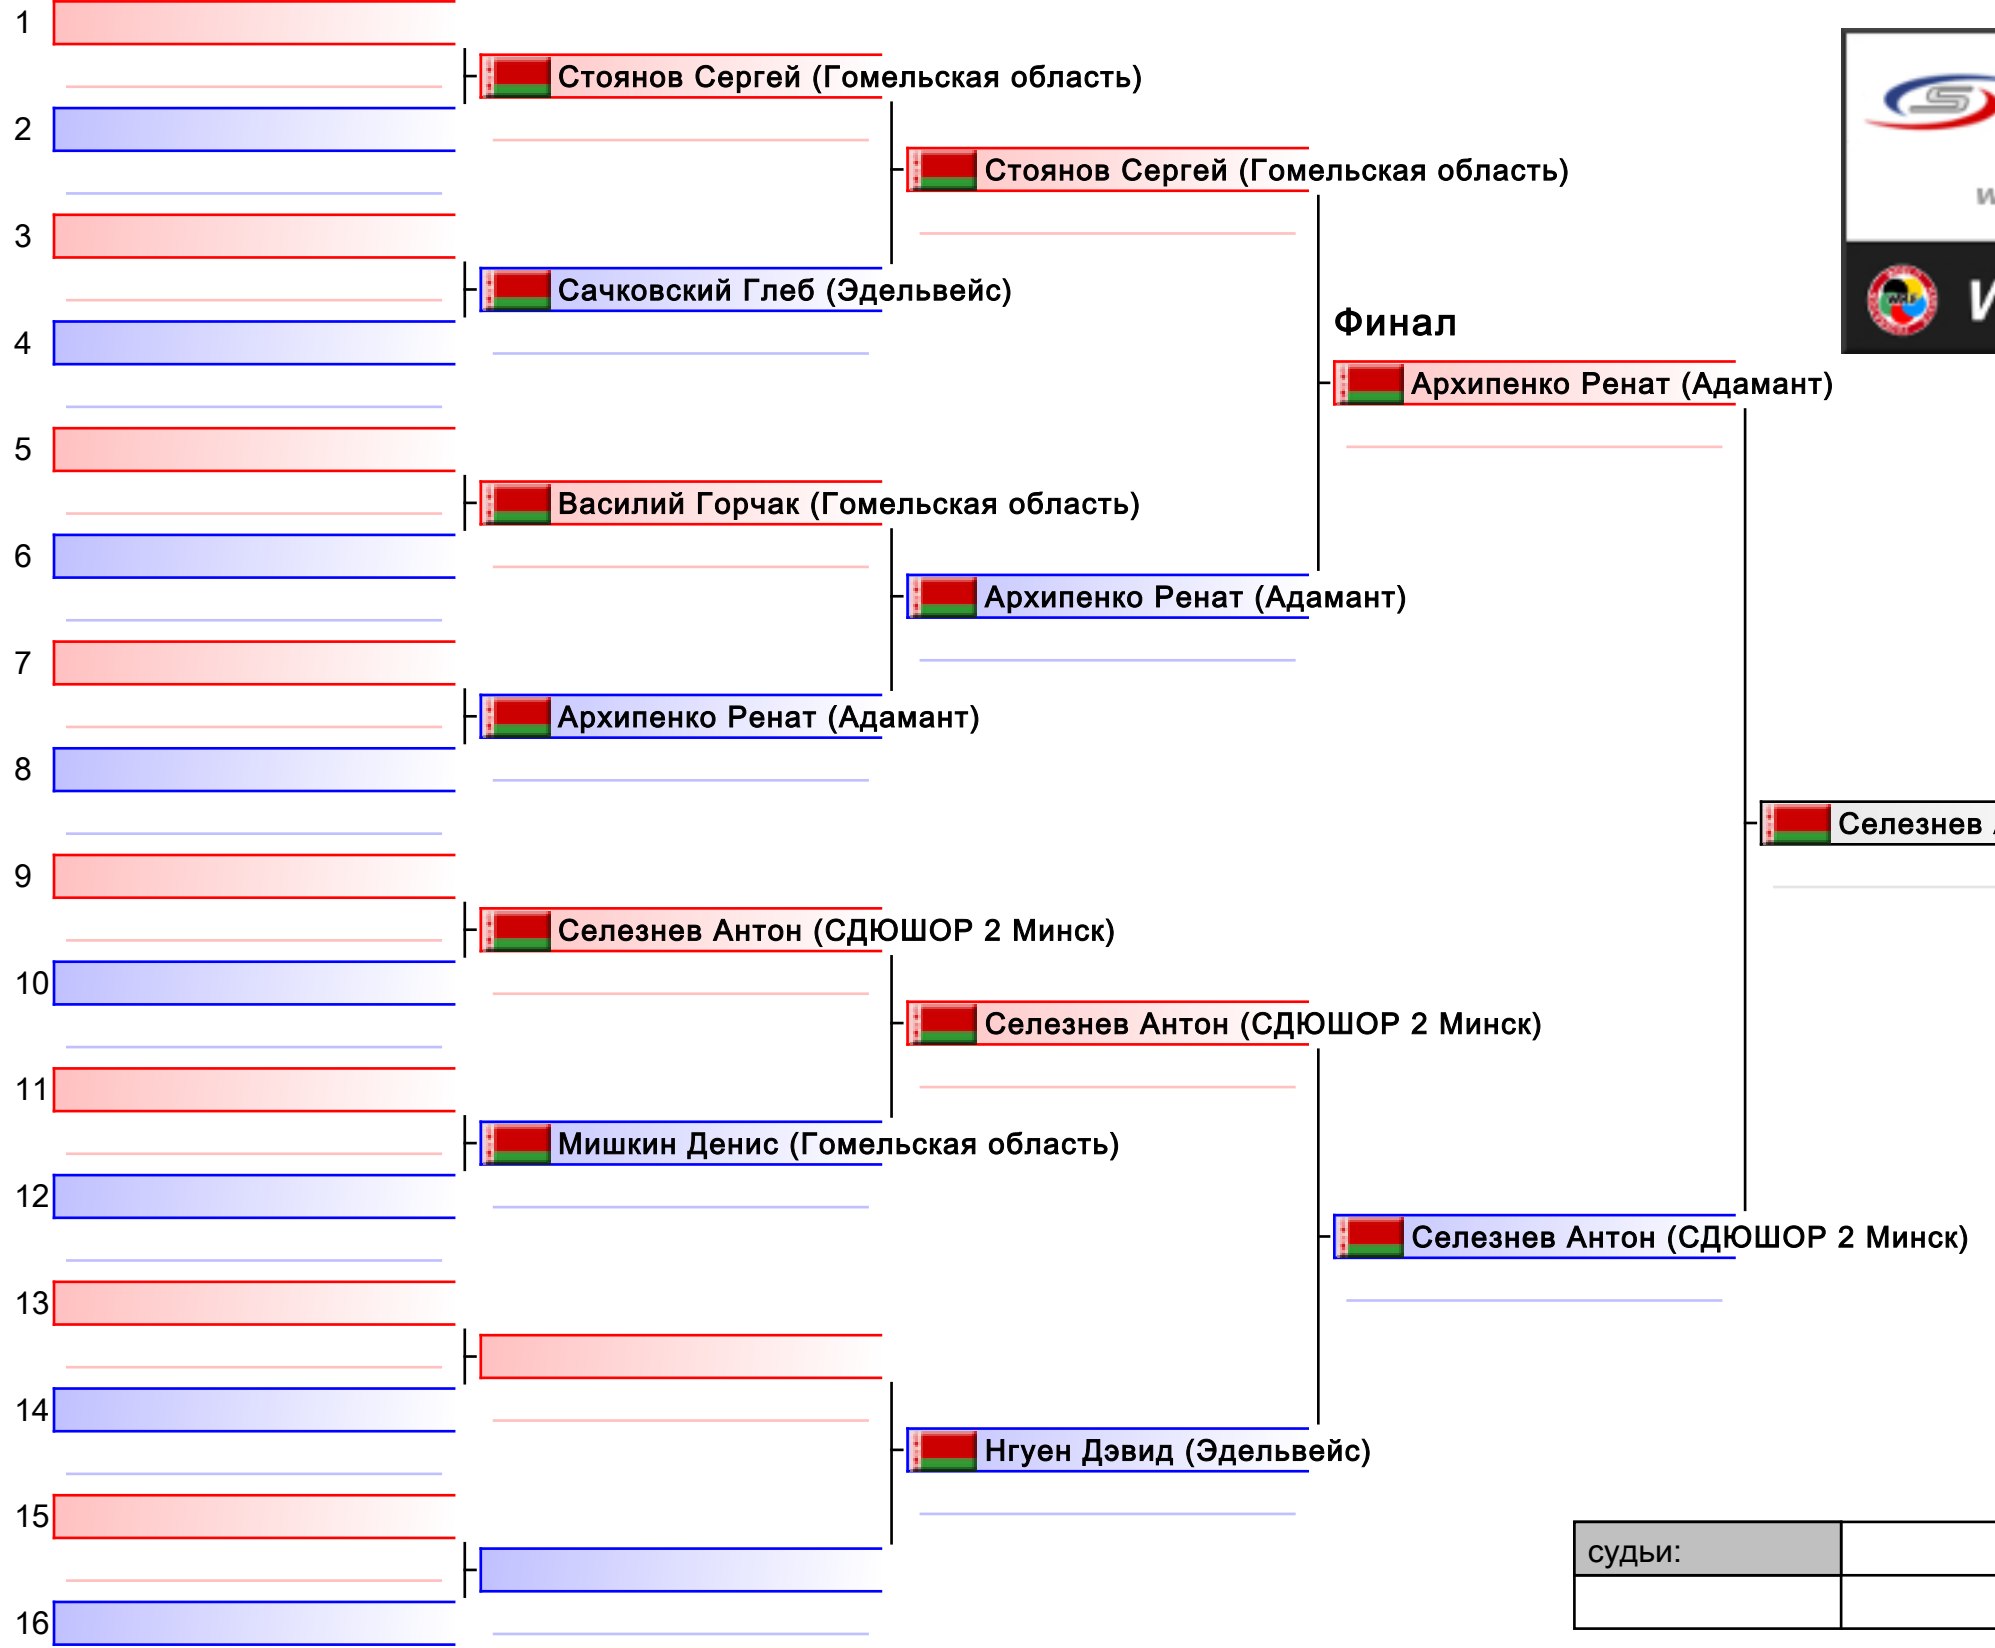 1
Стоянов Сергей (Гомельская область)
2
Стоянов Сергей (Гомельская область)
3
Сачковский Глеб (Эдельвейс)
Финал
4
Архипенко Ренат (Адамант)
5
Василий Горчак (Гомельская область)
6
Архипенко Ренат (Адамант)
7
Архипенко Ренат (Адамант)
8
Селезнев
9
Селезнев Антон (СДЮШОР 2 Минск)
10
Селезнев Антон (СДЮШОР 2 Минск)
11
Мишкин Денис (Гомельская область)
12
Селезнев Антон (СДЮШОР 2 Минск)
13
14
Нгуен Дэвид (Эдельвейс)
15
судьи:
16